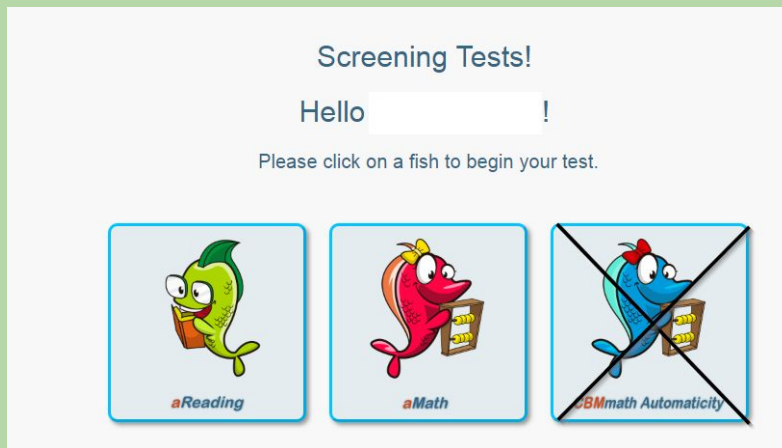 Screening Tests!
Hello !
Please click on a fish to begin your test.
aReading
aMath
CBMmath Automaticity